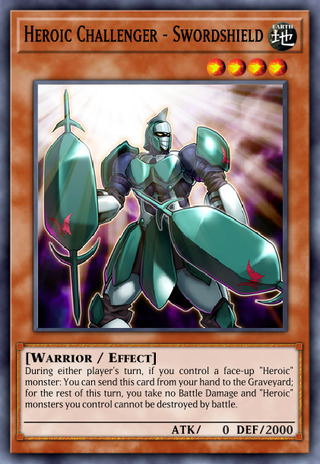 Heroic Challenger - Swordshield
EARTH
地
[Warrior / Effect]
During either player's turn, if you control a face-up "Heroic"
monster: You can send this card from your hand to the Graveyard;
for the rest of this turn, you take no Battle Damage and "Heroic"
monsters you control cannot be destroyed by battle.
ATK/ 0 DEF/2000